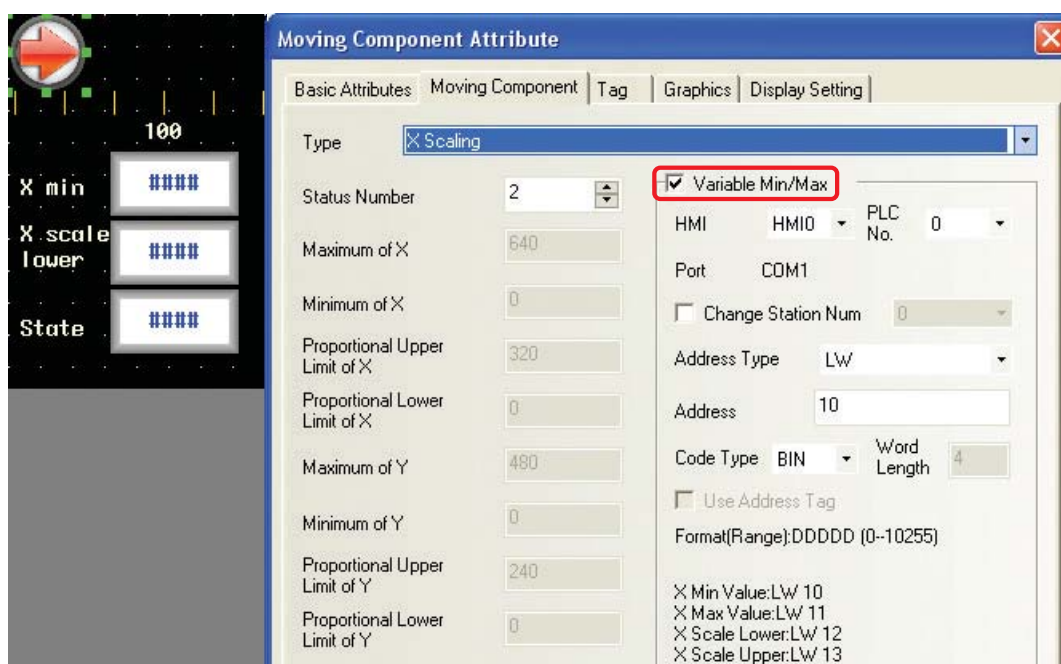 100
X min ####
X scale
lower ####
State ####
Moving Component Attribute
Basic Attributes Moving Component Tag Graphics Display Setting
Type X Scaling
Status Number 2
Maximum of X 640
Minimum of X 0
Proportional Upper
Limit of X 320
Proportional Lower
Limit of X 0
Maximum of Y 480
Minimum of Y 0
Proportional Upper
Limit of Y 240
Proportional Lower
Limit of Y 0
Variable Min/Max
HMI HMI0 PLC
No. 0
Port COM1
Change Station Num 0
Address Type LW
Address 10
Code Type BIN Word
Length 4
Use Address Tag
Format(Range):DDDDD (0--10255)
X Min Value:LW 10
X Max Value:LW 11
X Scale Lower:LW 12
X Scale Upper:LW 13